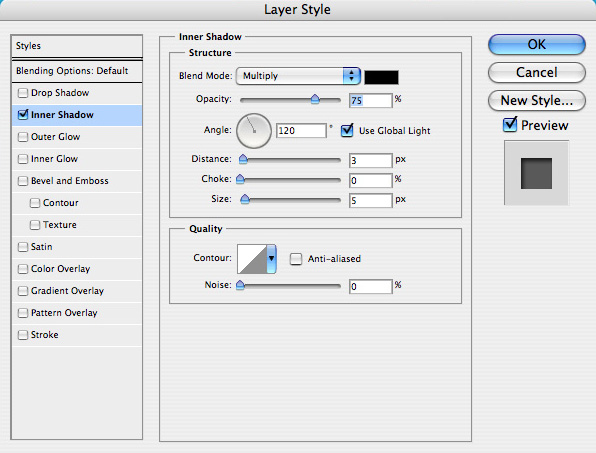 Layer Style
Styles
Blending Options: Default
Drop Shadow
Inner Shadow
Outer Glow
Inner Glow
Bevel and Emboss
Contour
Texture
Satin
Color Overlay
Gradient Overlay
Pattern Overlay
Stroke
Inner Shadow
Structure
Blend Mode: Multiply
Opacity: 75 %
Angle: 120 ° Use Global Light
Distance: 3 px
Choke: 0 %
Size: 5 px
Quality
Contour: Anti-aliased
Noise: 0 %
OK
Cancel
New Style...
Preview